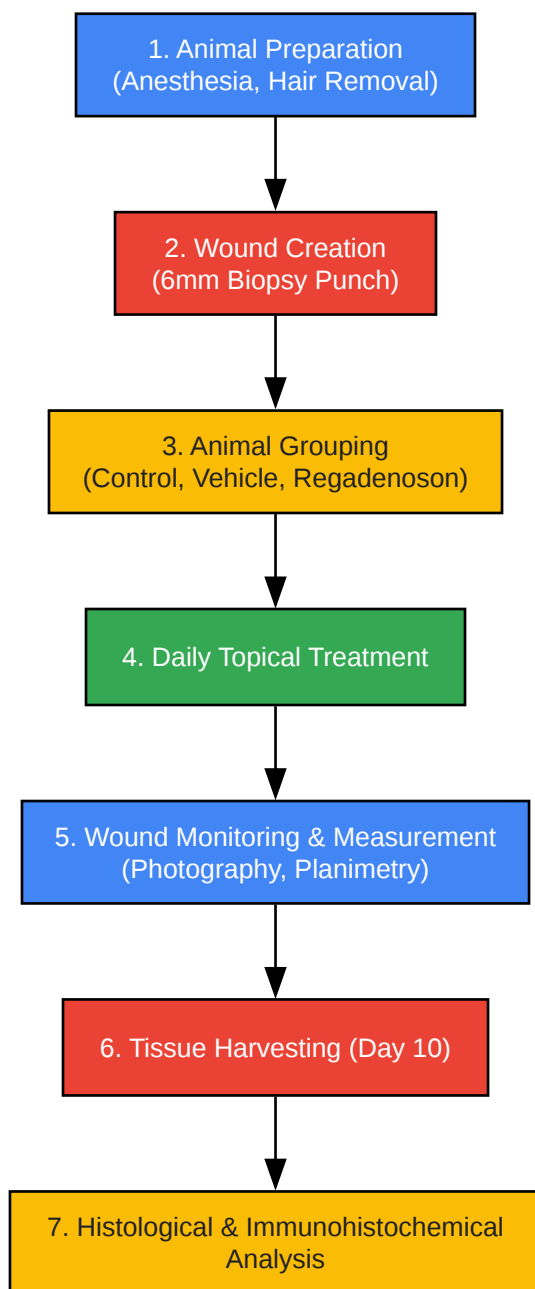 1. Animal Preparation
(Anesthesia, Hair Removal)
2. Wound Creation
(6mm Biopsy Punch)
3. Animal Grouping
(Control, Vehicle, Regadenoson)
4. Daily Topical Treatment
5. Wound Monitoring & Measurement
(Photography, Planimetry)
6. Tissue Harvesting (Day 10)
7. Histological & Immunohistochemical
Analysis